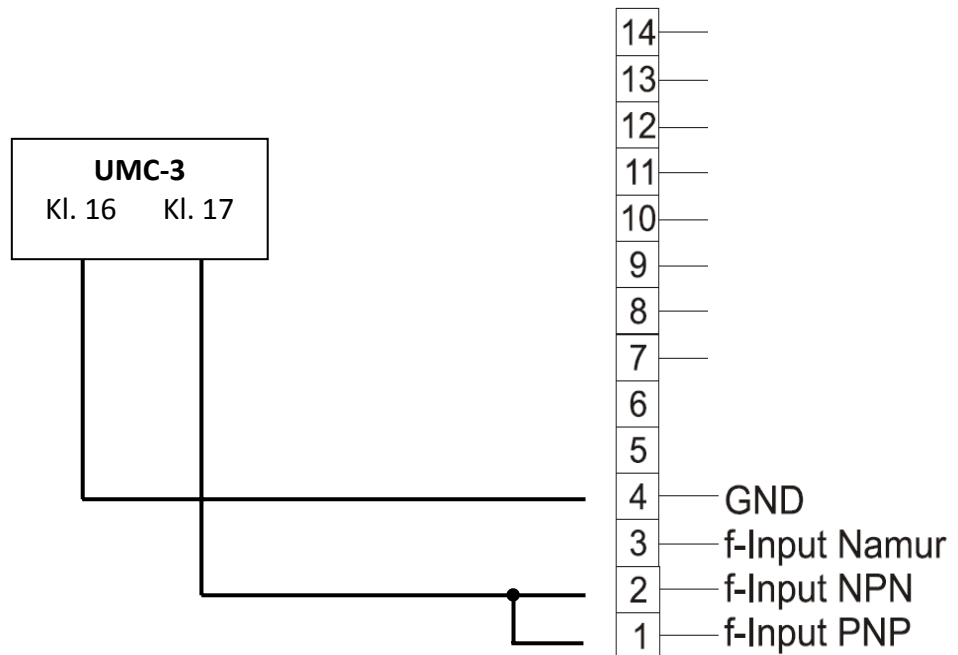 14
13
12
11
10
9
8
7
6
5
4 GND
3 f-Input Namur
2 f-Input NPN
1 f-Input PNP
UMC-3
Kl. 16 Kl. 17